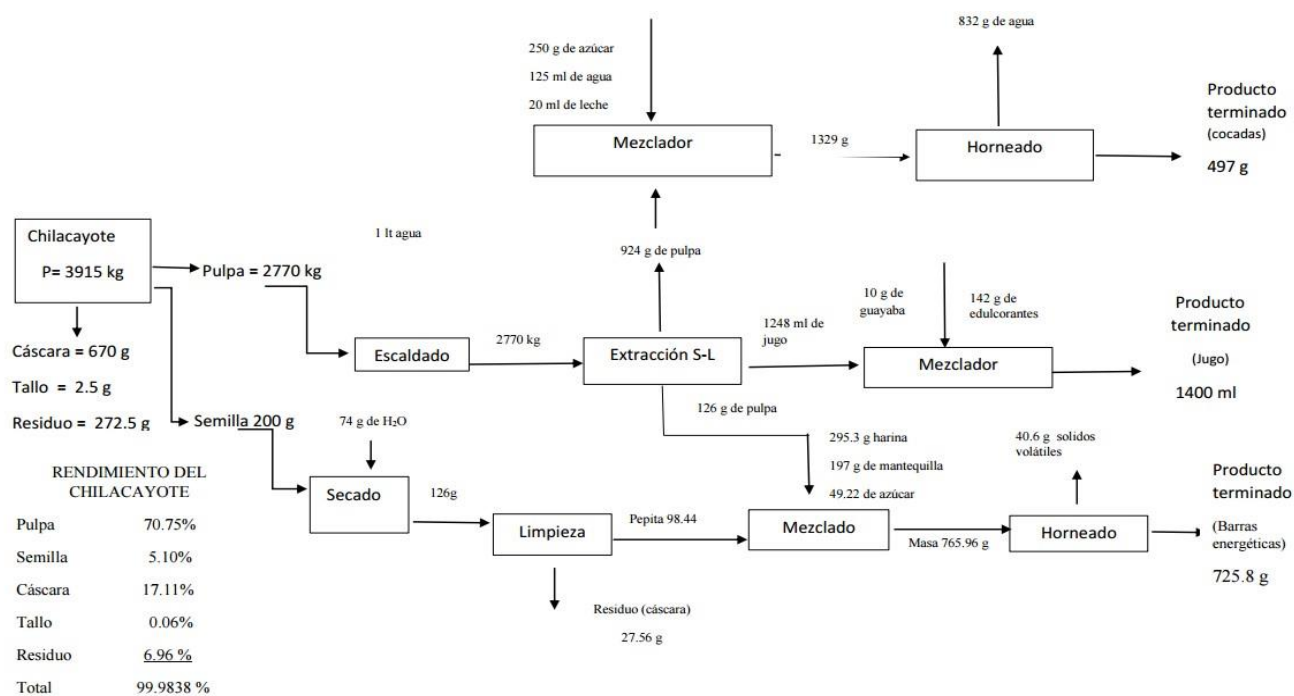 250 g de azúcar
125 ml de agua
20 ml de leche
832 g de agua
Mezclador
1329 g
Horneado
Producto
terminado
(cocadas)
497 g
Chilacayote
P= 3915 kg
1 lt agua
924 g de pulpa
Pulpa = 2770 kg
Cáscara = 670 g
Tallo = 2.5 g
Residuo = 272.5 g
Escaldado
2770 kg
Extracción S-L
1248 ml de
jugo
10 g de
guayaba
142 g de
edulcorantes
Mezclador
Producto
terminado
(Jugo)
1400 ml
Semilla 200 g
74 g de H₂O
126 g de pulpa
295.3 g harina
197 g de mantequilla
49.22 de azúcar
40.6 g solidos
volátiles
Secado
126g
Limpieza
Pepita 98.44
Mezclado
Masa 765.96 g
Horneado
Producto
terminado
(Barras
energéticas)
725.8 g
Residuo (cáscara)
27.56 g
RENDIMIENTO DEL
CHILACAYOTE
Pulpa 70.75%
Semilla 5.10%
Cáscara 17.11%
Tallo 0.06%
Residuo 6.96 %
Total 99.9838 %